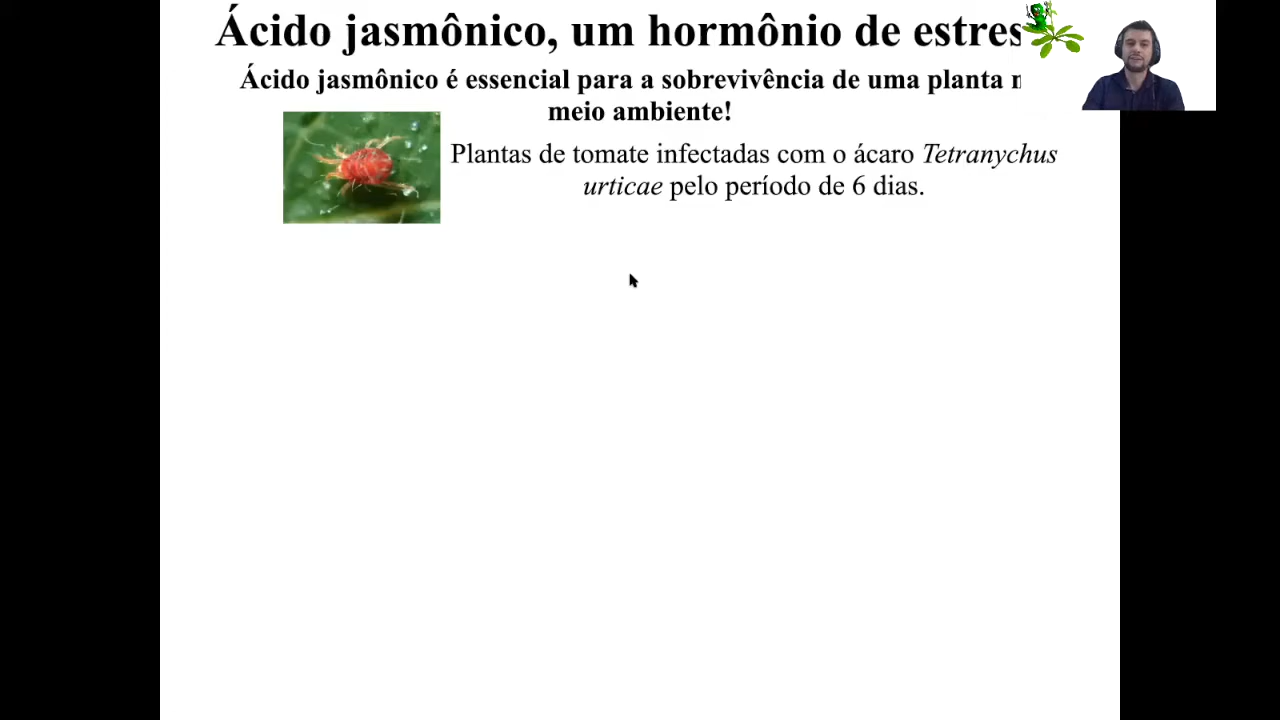 Ácido jasmônico, um hormônio de estres
Ácido jasmônico é essencial para a sobrevivência de uma planta
meio ambiente!
Plantas de tomate infectadas com o ácaro Tetranychus
urticae pelo período de 6 dias.